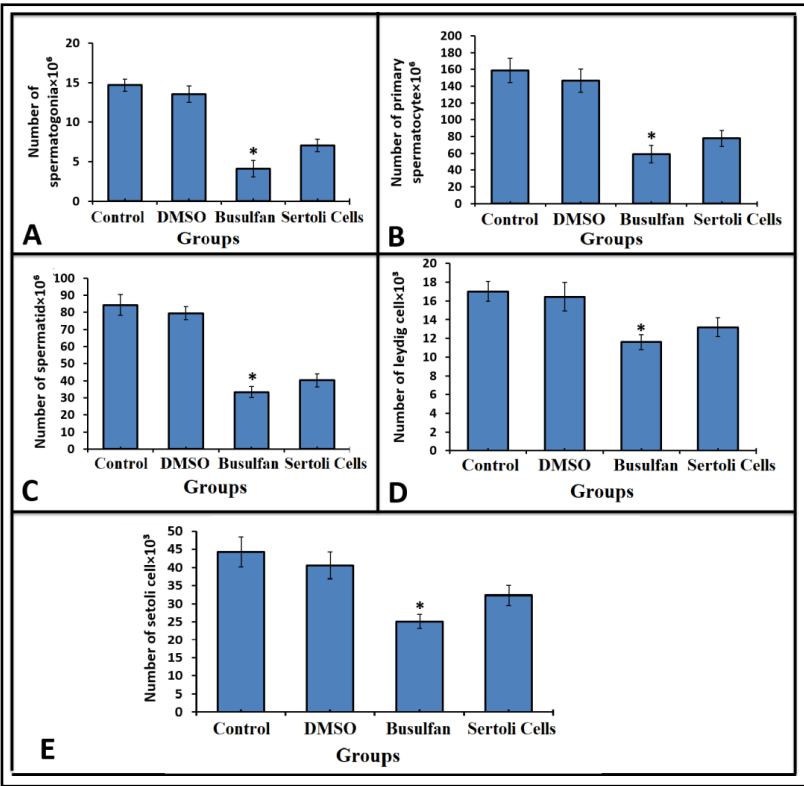 Number of
spermatogonia×10⁶
20
15
10
5
0
*
Control DMSO Busulfan Sertoli Cells
Groups
A
Number of primary
spermatocyte×10⁶
200
180
160
140
120
100
80
60
40
20
0
*
Control DMSO Busulfan Sertoli Cells
Groups
B
Number of spermatid×10⁶
100
90
80
70
60
50
40
30
20
10
0
*
Control DMSO Busulfan Sertoli Cells
Groups
C
Number of leydig cell×10³
18
16
14
12
10
8
6
4
2
0
*
Control DMSO Busulfan Sertoli Cells
Groups
D
Number of setoli cell×10³
50
45
40
35
30
25
20
15
10
5
0
*
Control DMSO Busulfan Sertoli Cells
Groups
E